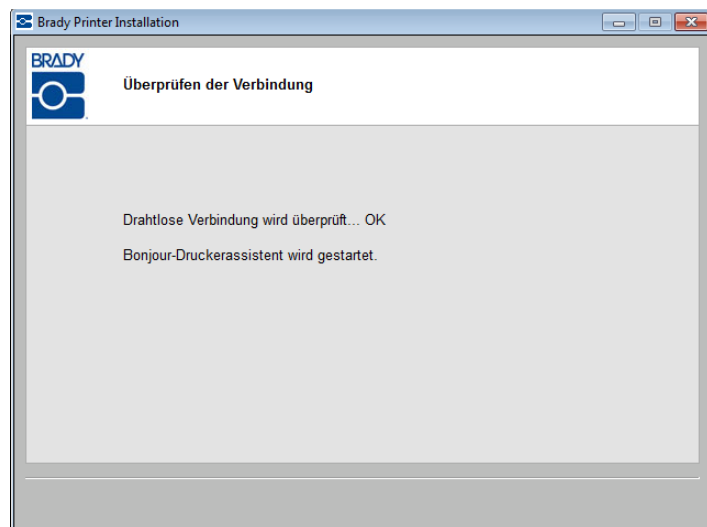 Brady Printer Installation
BRADY
Überprüfen der Verbindung
Drahtlose Verbindung wird überprüft... OK
Bonjour-Druckerassistent wird gestartet.